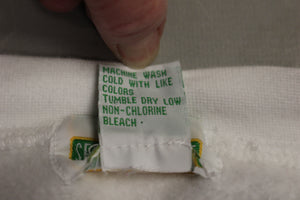 MACHINE WASH
COLD WITH LIKE
COLORS
TUMBLE DRY LOW
NON-CHLORINE
BLEACH ·